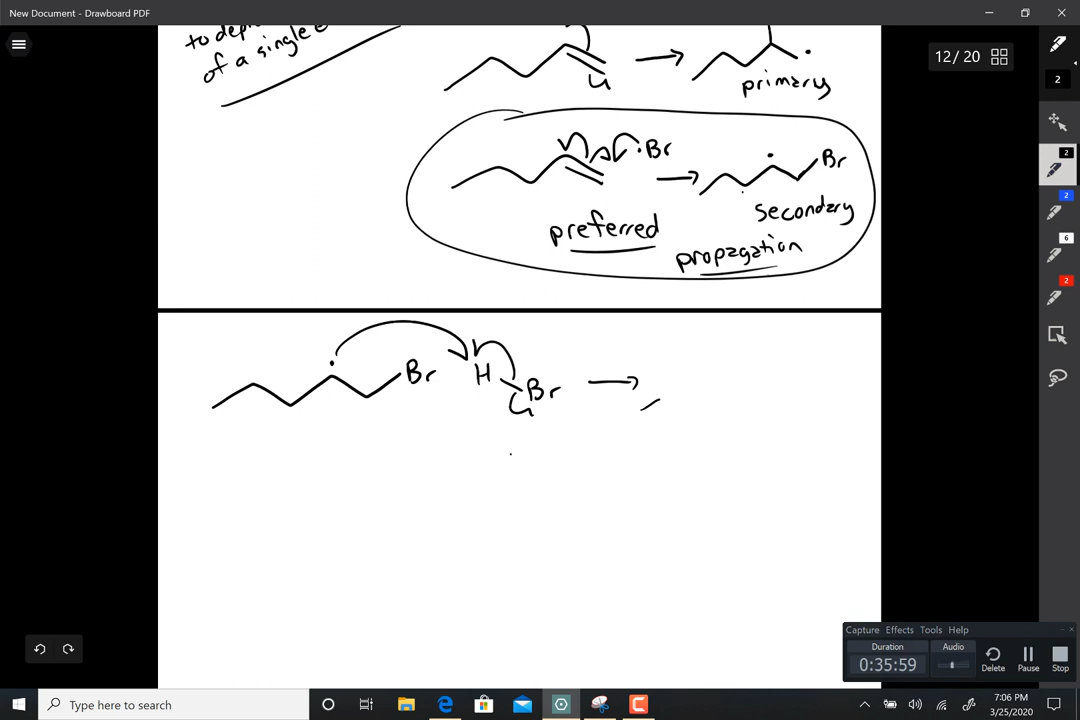 New Document - Drawboard PDF
to
of a single
12 / 20
primary
2
2
Br
Br
secondary
preferred
propagation
2
6
2
Br
H
Br
Capture Effects Tools Help
Duration
Audio
0:35:59
Delete
Pause
Stop
Type here to search
7:06 PM
3/25/2020